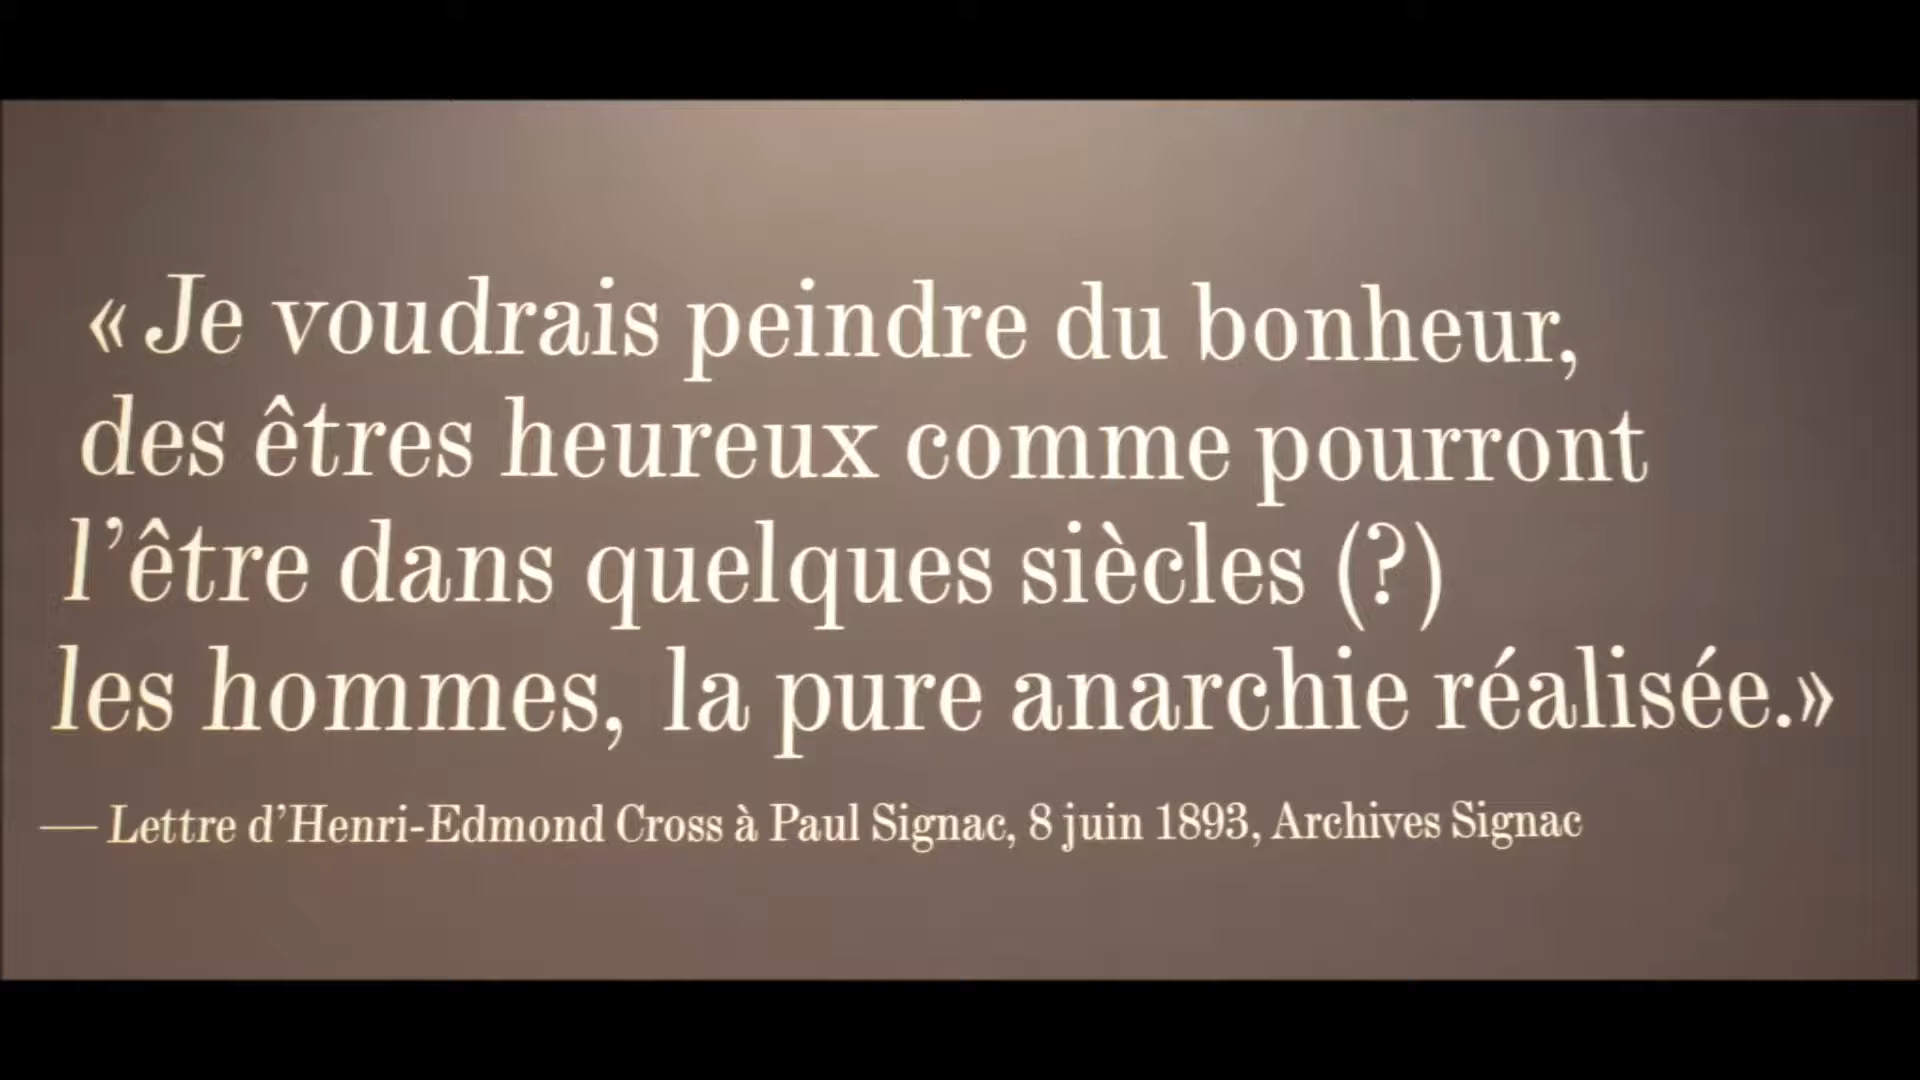 « Je voudrais peindre du bonheur,
des êtres heureux comme pourront
l’être dans quelques siècles (?)
les hommes, la pure anarchie réalisée.»
— Lettre d’Henri-Edmond Cross à Paul Signac, 8 juin 1893, Archives Signac